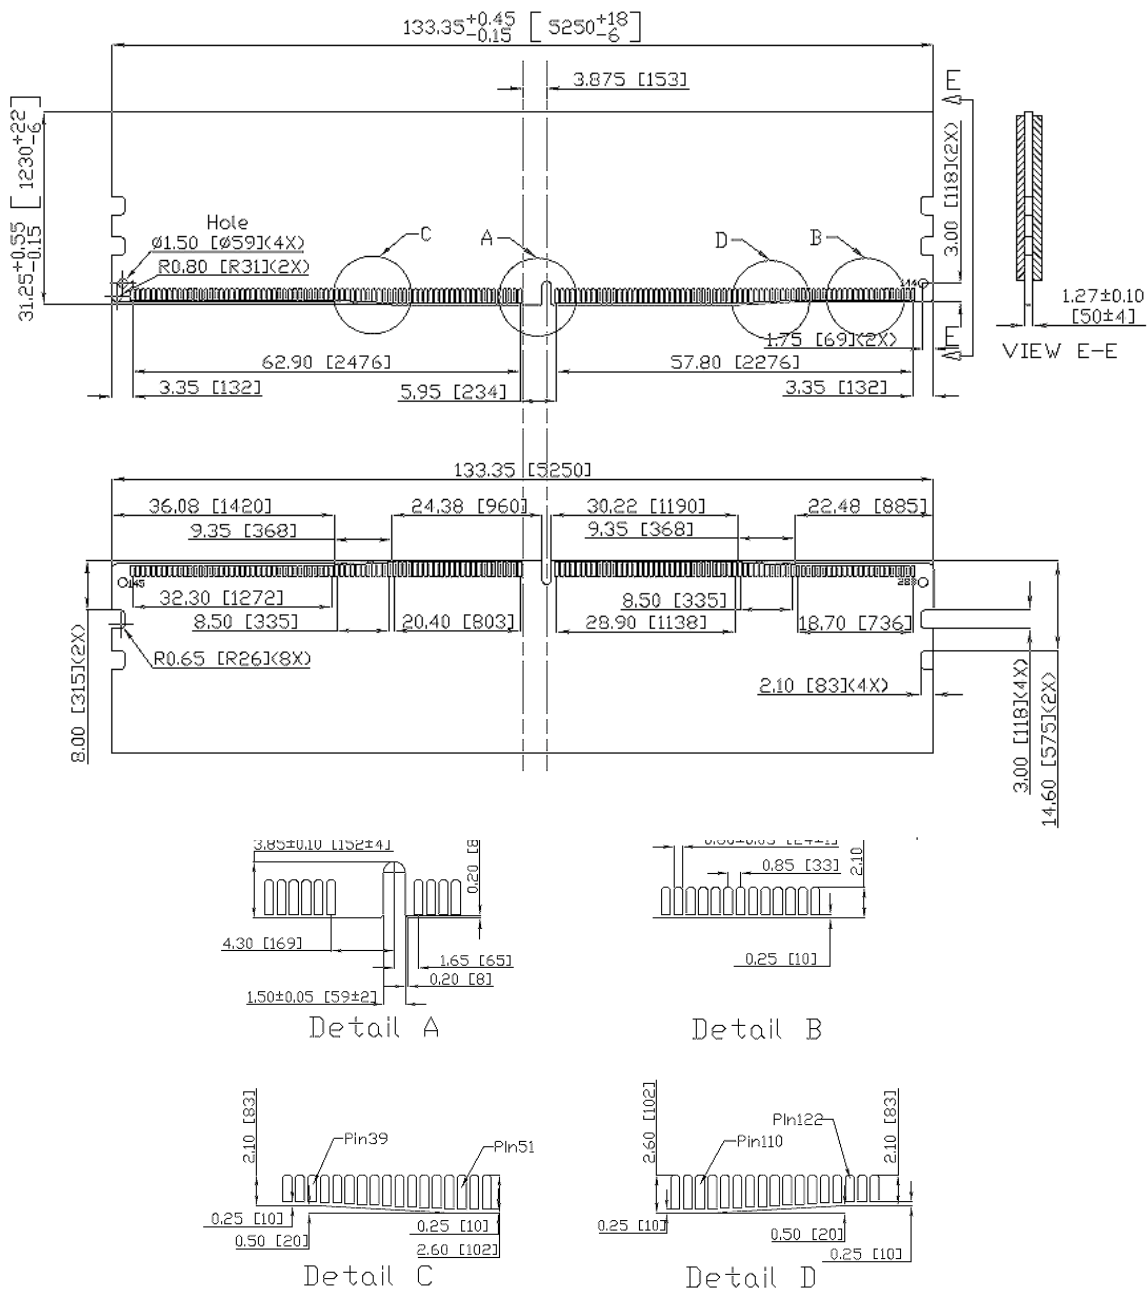 133.35+0.45-0.15 [ 5250+18-6 ]
3.875 [153]
E
31.25+0.55-0.15 [ 1230+22-6 ]
3.00 [118](2X)
Hole
Ø1.50 [Ø59](4X)
R0.80 [R31](2X)
C
A
D
B
144
1.27±0.10
[50±4]
1.75 [69](2X)
E
VIEW E-E
62.90 [2476]
57.80 [2276]
3.35 [132]
5.95 [234]
3.35 [132]
133.35 [5250]
36.08 [1420]
24.38 [960]
30.22 [1190]
22.48 [885]
9.35 [368]
9.35 [368]
145
32.30 [1272]
8.50 [335]
8.50 [335]
20.40 [803]
28.90 [1138]
18.70 [736]
R0.65 [R26](8X)
2.10 [83](4X)
8.00 [315](2X)
3.00 [118](4X)
14.60 [575](2X)
3.85±0.10 [152±4]
0.20 [8
0.85 [33]
2.10
4.30 [169]
1.65 [65]
0.20 [8]
0.25 [10]
1.50±0.05 [59±2]
Detail A
Detail B
2.10 [83]
Pin39
Pin51
2.60 [102]
Pin122
Pin110
2.10 [83]
0.25 [10]
0.25 [10]
0.50 [20]
2.60 [102]
0.25 [10]
0.50 [20]
0.25 [10]
Detail C
Detail D